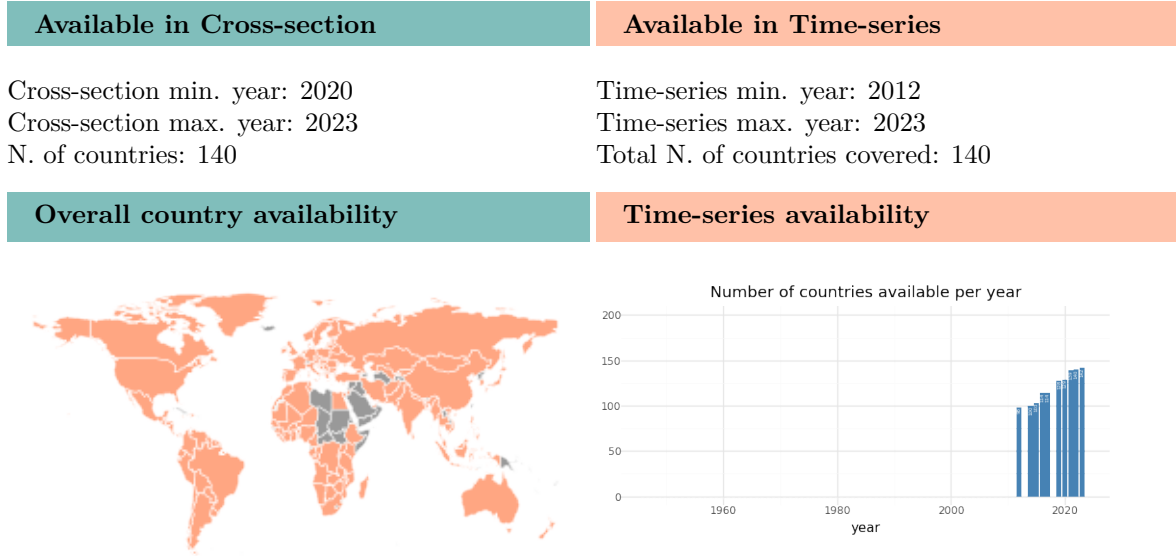 Available in Cross-section
Available in Time-series
Cross-section min. year: 2020
Cross-section max. year: 2023
N. of countries: 140
Time-series min. year: 2012
Time-series max. year: 2023
Total N. of countries covered: 140
Overall country availability
Time-series availability
Number of countries available per year
200
150
100
50
0
1960
1980
2000
2020
year